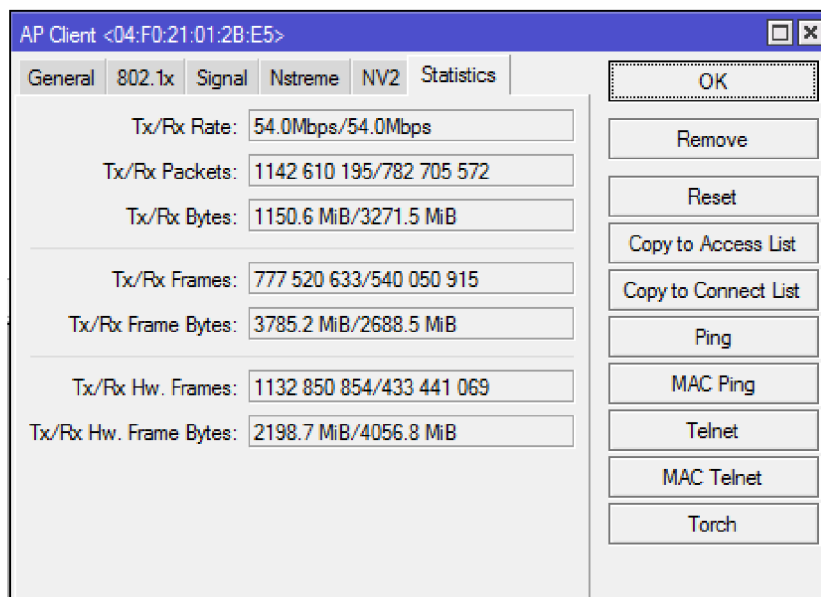 AP Client <04:F0:21:01:2B:E5>
General 802.1x Signal Nstreme NV2 Statistics
Tx/Rx Rate: 54.0Mbps/54.0Mbps
Tx/Rx Packets: 1142 610 195/782 705 572
Tx/Rx Bytes: 1150.6 MiB/3271.5 MiB
Tx/Rx Frames: 777 520 633/540 050 915
Tx/Rx Frame Bytes: 3785.2 MiB/2688.5 MiB
Tx/Rx Hw. Frames: 1132 850 854/433 441 069
Tx/Rx Hw. Frame Bytes: 2198.7 MiB/4056.8 MiB
OK
Remove
Reset
Copy to Access List
Copy to Connect List
Ping
MAC Ping
Telnet
MAC Telnet
Torch